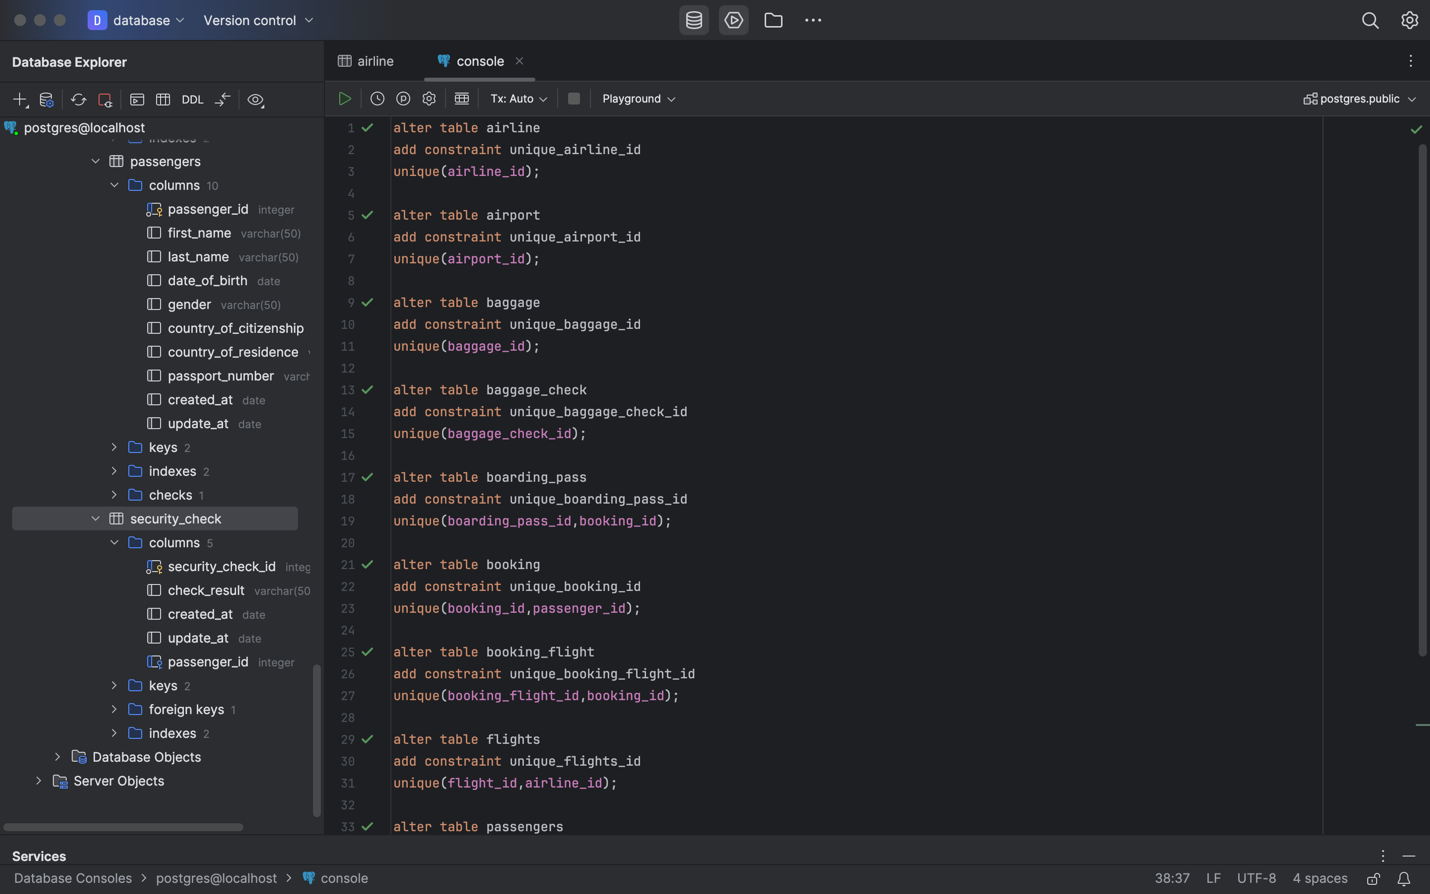 D database Version control
Database Explorer
airline
console
DDL
Tx: Auto
Playground
postgres.public
postgres@localhost
indexes 2
passengers
columns 10
passenger_id integer
first_name varchar(50)
last_name varchar(50)
date_of_birth date
gender varchar(50)
country_of_citizenship
country_of_residence
passport_number varch
created_at date
update_at date
keys 2
indexes 2
checks 1
security_check
columns 5
security_check_id integ
check_result varchar(50
created_at date
update_at date
passenger_id integer
keys 2
foreign keys 1
indexes 2
Database Objects
Server Objects
1 alter table airline
2 add constraint unique_airline_id
3 unique(airline_id);
4
5 alter table airport
6 add constraint unique_airport_id
7 unique(airport_id);
8
9 alter table baggage
10 add constraint unique_baggage_id
11 unique(baggage_id);
12
13 alter table baggage_check
14 add constraint unique_baggage_check_id
15 unique(baggage_check_id);
16
17 alter table boarding_pass
18 add constraint unique_boarding_pass_id
19 unique(boarding_pass_id,booking_id);
20
21 alter table booking
22 add constraint unique_booking_id
23 unique(booking_id,passenger_id);
24
25 alter table booking_flight
26 add constraint unique_booking_flight_id
27 unique(booking_flight_id,booking_id);
28
29 alter table flights
30 add constraint unique_flights_id
31 unique(flight_id,airline_id);
32
33 alter table passengers
Services
Database Consoles > postgres@localhost > console
38:37 LF UTF-8 4 spaces